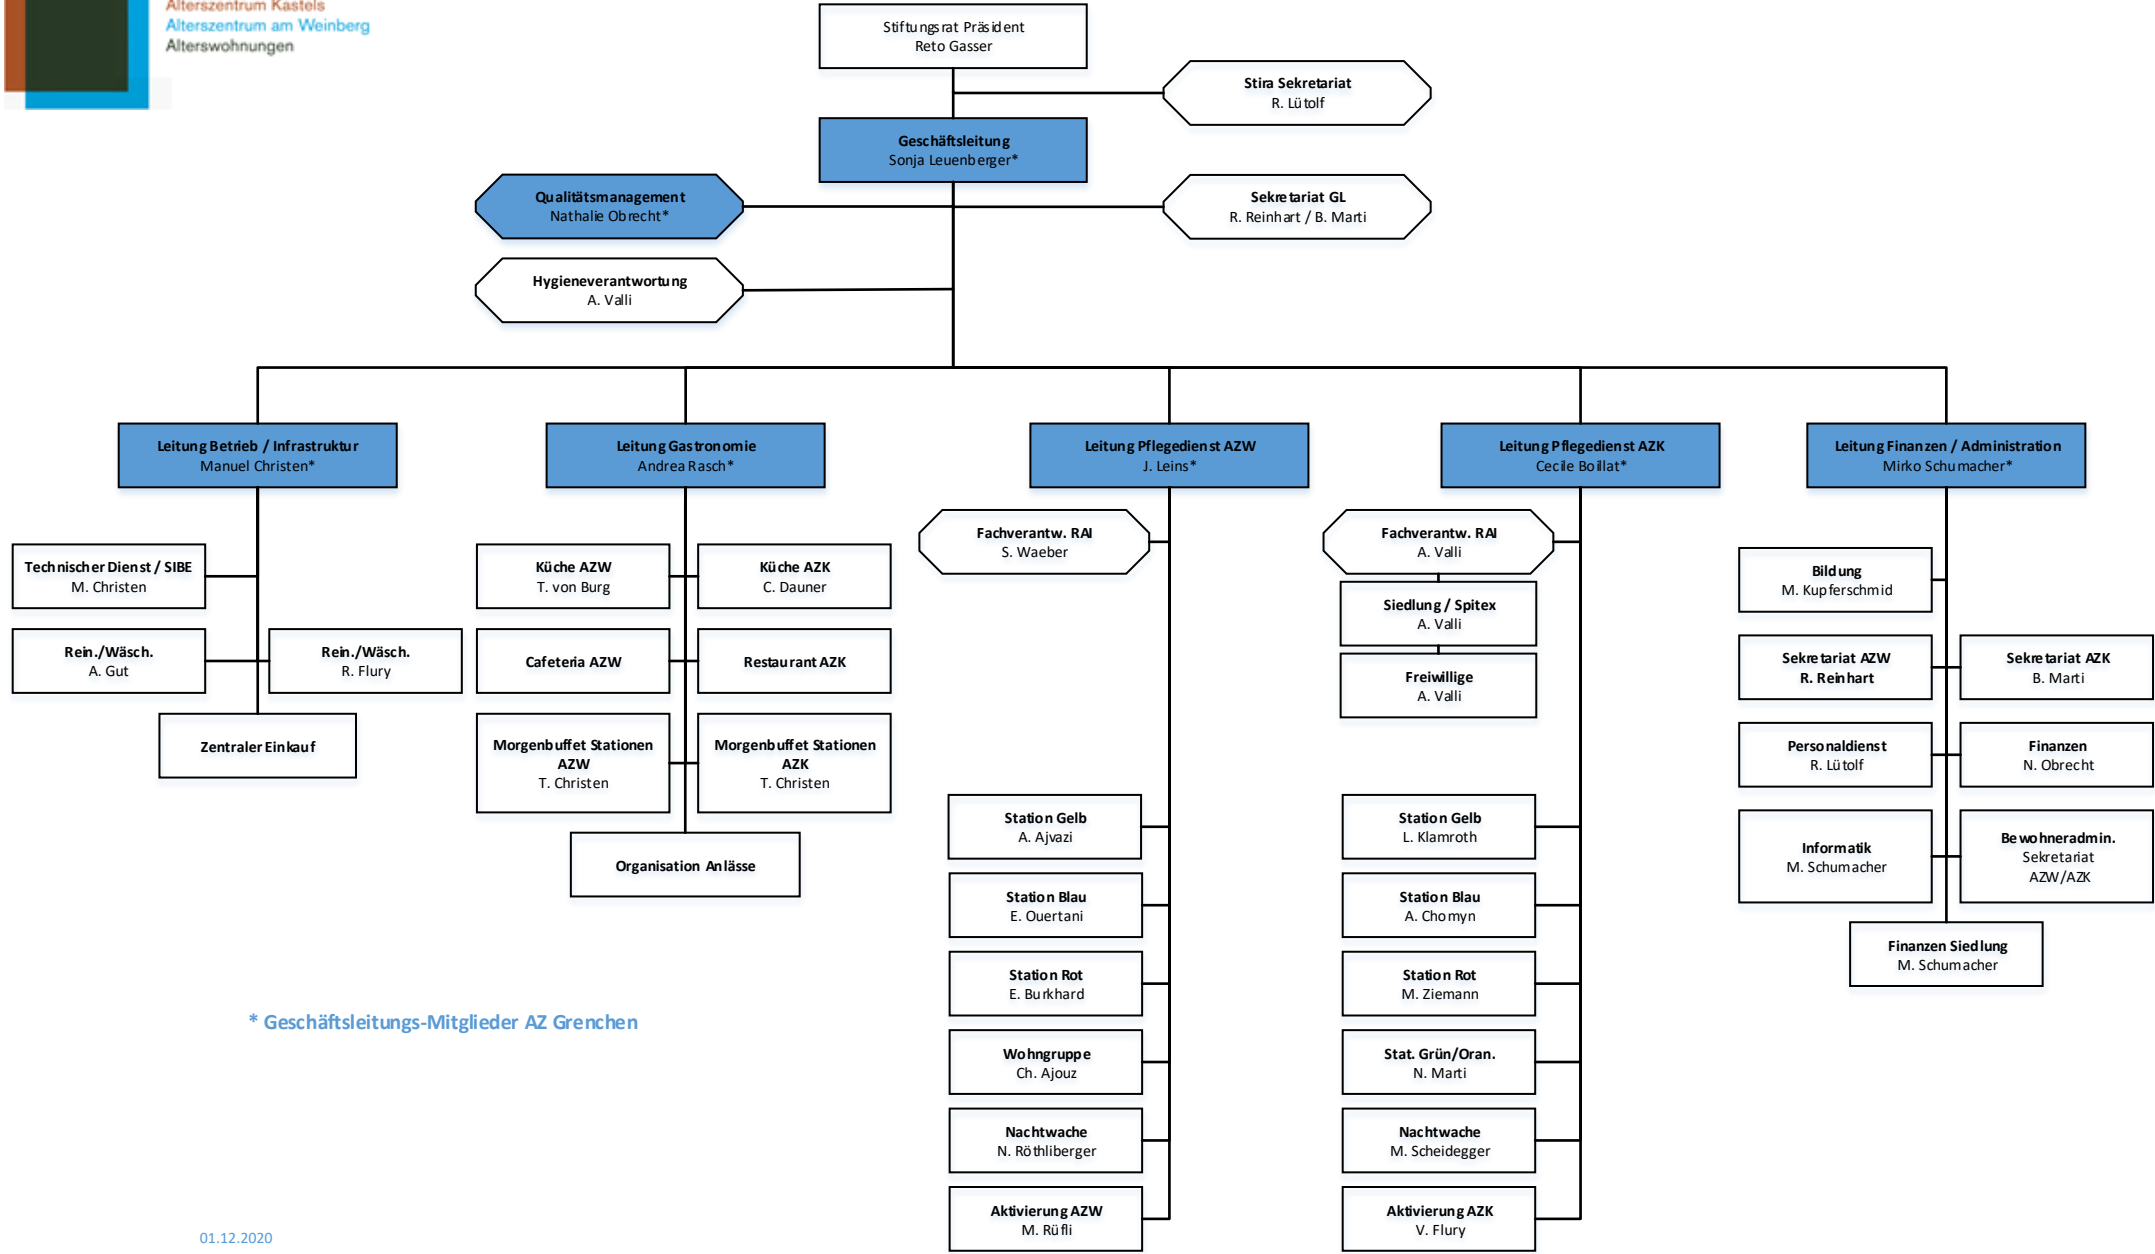 Alterszentrum Kastels
Alterszentrum am Weinberg
Alterswohnungen
Stiftungsrat Präsident
Reto Gasser
Stira Sekretariat
R. Lütolf
Geschäftsleitung
Sonja Leuenberger*
Qualitätsmanagement
Nathalie Obrecht*
Sekretariat GL
R. Reinhart / B. Marti
Hygieneverantwortung
A. Valli
Leitung Betrieb / Infrastruktur
Manuel Christen*
Leitung Gastronomie
Andrea Rasch*
Leitung Pflegedienst AZW
J. Leins*
Leitung Pflegedienst AZK
Cecile Boillat*
Leitung Finanzen / Administration
Mirko Schumacher*
Technischer Dienst / SIBE
M. Christen
Rein./Wäsch.
A. Gut
Rein./Wäsch.
R. Flury
Zentraler Einkauf
Küche AZW
T. von Burg
Küche AZK
C. Dauner
Cafeteria AZW
Restaurant AZK
Morgenbuffet Stationen
AZW
T. Christen
Morgenbuffet Stationen
AZK
T. Christen
Organisation Anlässe
Fachverantw. RAI
S. Waeber
Station Gelb
A. Ajvazi
Station Blau
E. Ouertani
Station Rot
E. Burkhard
Wohngruppe
Ch. Ajouz
Nachtwache
N. Röthliberger
Aktivierung AZW
M. Rüfli
Fachverantw. RAI
A. Valli
Siedlung / Spitex
A. Valli
Freiwillige
A. Valli
Station Gelb
L. Klamroth
Station Blau
A. Chomyn
Station Rot
M. Ziemann
Stat. Grün/Oran.
N. Marti
Nachtwache
M. Scheidegger
Aktivierung AZK
V. Flury
Bildung
M. Kupferschmid
Sekretariat AZW
R. Reinhart
Sekretariat AZK
B. Marti
Personaldienst
R. Lütolf
Finanzen
N. Obrecht
Informatik
M. Schumacher
Bewohneradmin.
Sekretariat
AZW/AZK
Finanzen Siedlung
M. Schumacher
* Geschäftsleitungs-Mitglieder AZ Grenchen
01.12.2020